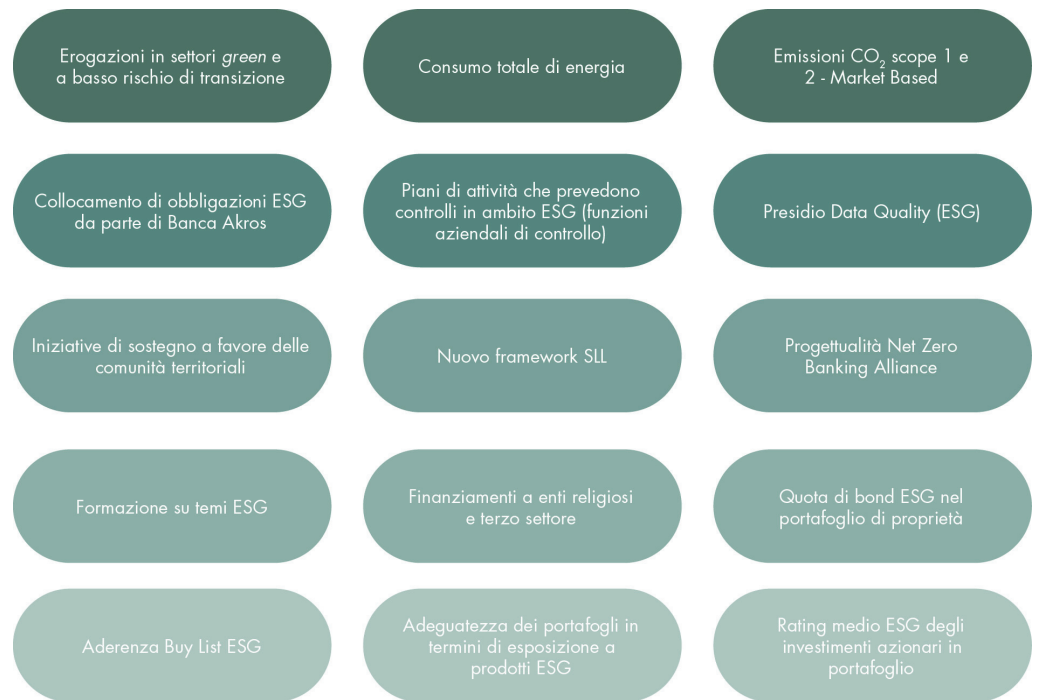 Erogazioni in settori green e
a basso rischio di transizione
Consumo totale di energia
Emissioni CO₂ scope 1 e
2 - Market Based
Collocamento di obbligazioni ESG
da parte di Banca Akros
Piani di attività che prevedono
controlli in ambito ESG (funzioni
aziendali di controllo)
Presidio Data Quality (ESG)
Iniziative di sostegno a favore delle
comunità territoriali
Nuovo framework SLL
Progettualità Net Zero
Banking Alliance
Formazione su temi ESG
Finanziamenti a enti religiosi
e terzo settore
Quota di bond ESG nel
portafoglio di proprietà
Aderenza Buy List ESG
Adeguatezza dei portafogli in
termini di esposizione a
prodotti ESG
Rating medio ESG degli
investimenti azionari in
portafoglio